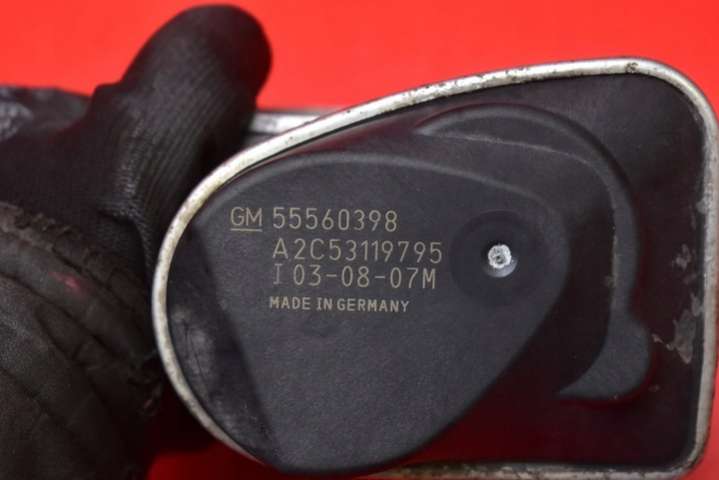 GM 55560398
A2C53119795
I 03-08-07M
MADE IN GERMANY